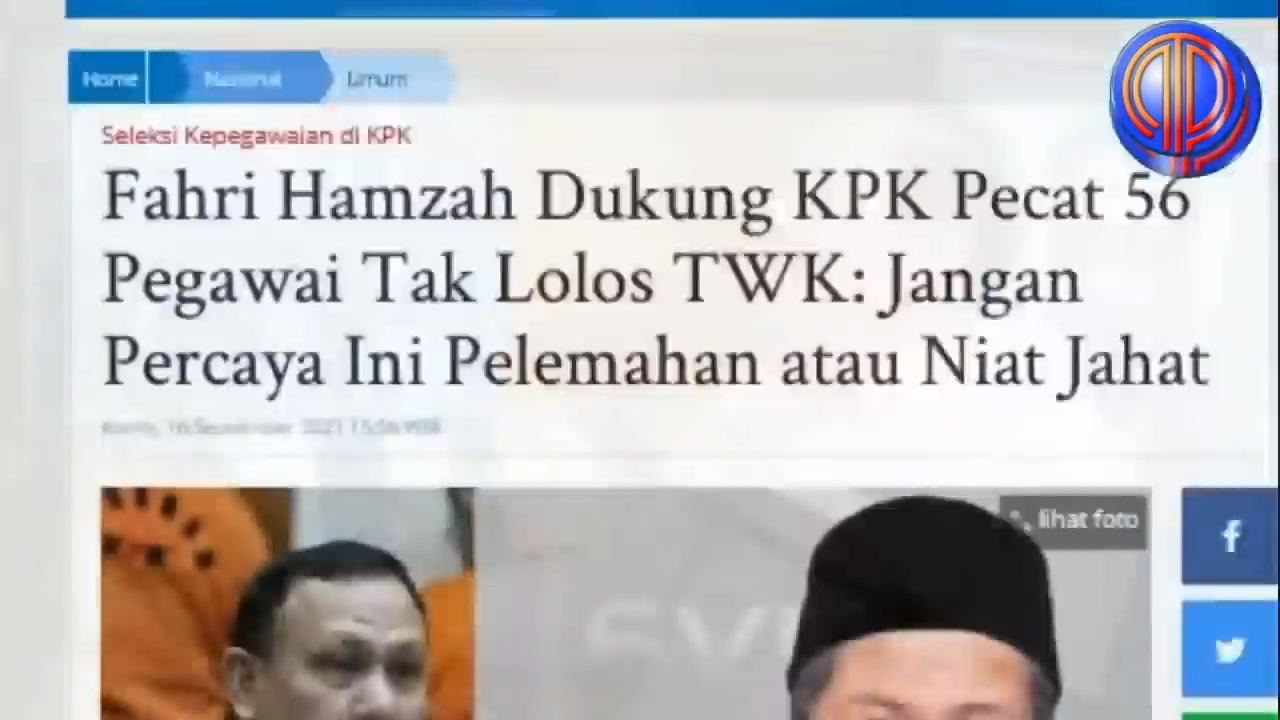 Home Nasional Umum
Seleksi Kepegawaian di KPK
Fahri Hamzah Dukung KPK Pecat 56
Pegawai Tak Lolos TWK: Jangan
Percaya Ini Pelemahan atau Niat Jahat
lihat foto